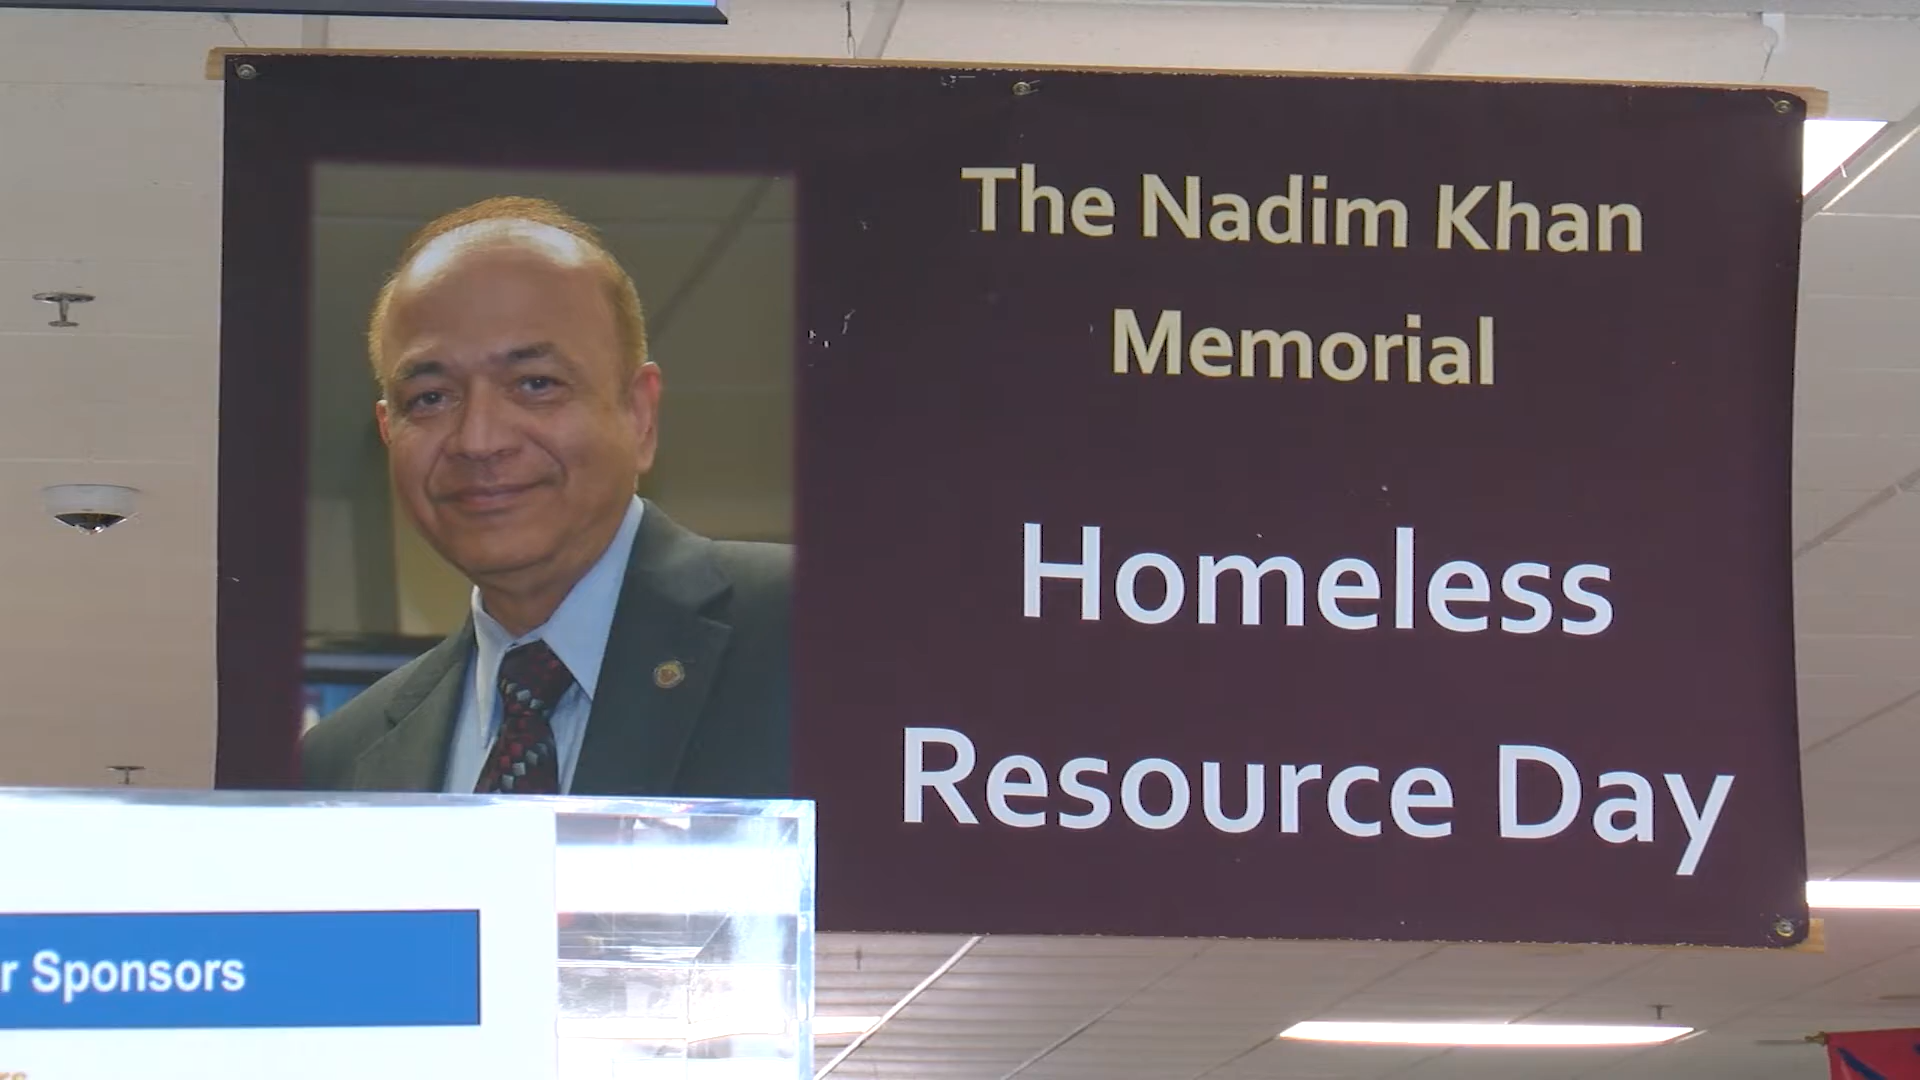 The Nadim Khan
Memorial
Homeless
Resource Day
r Sponsors